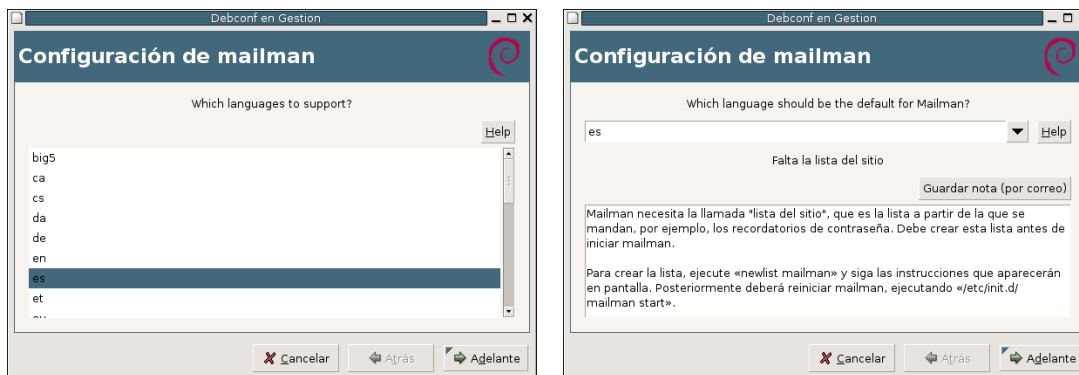 Debconf en Gestion
Configuración de mailman
Which languages to support?
Help
big5
ca
cs
da
de
en
es
et
Cancelar
Atrás
Adelante
Debconf en Gestion
Configuración de mailman
Which language should be the default for Mailman?
es
Help
Falta la lista del sitio
Guardar nota (por correo)
Mailman necesita la llamada "lista del sitio", que es la lista a partir de la que se
mandan, por ejemplo, los recordatorios de contraseña. Debe crear esta lista antes de
iniciar mailman.
Para crear la lista, ejecute «newlist mailman» y siga las instrucciones que aparecerán
en pantalla. Posteriormente deberá reiniciar mailman, ejecutando «/etc/init.d/
mailman start».
Cancelar
Atrás
Adelante